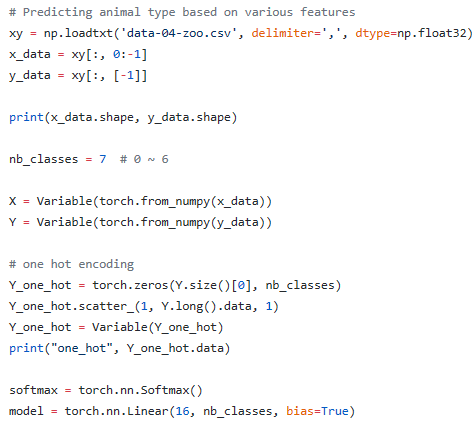 # Predicting animal type based on various features
xy = np.loadtxt('data-04-zoo.csv', delimiter=',', dtype=np.float32)
x_data = xy[:, 0:-1]
y_data = xy[:, [-1]]
print(x_data.shape, y_data.shape)
nb_classes = 7  # 0 ~ 6
X = Variable(torch.from_numpy(x_data))
Y = Variable(torch.from_numpy(y_data))
# one hot encoding
Y_one_hot = torch.zeros(Y.size()[0], nb_classes)
Y_one_hot.scatter_(1, Y.long().data, 1)
Y_one_hot = Variable(Y_one_hot)
print("one_hot", Y_one_hot.data)
softmax = torch.nn.Softmax()
model = torch.nn.Linear(16, nb_classes, bias=True)